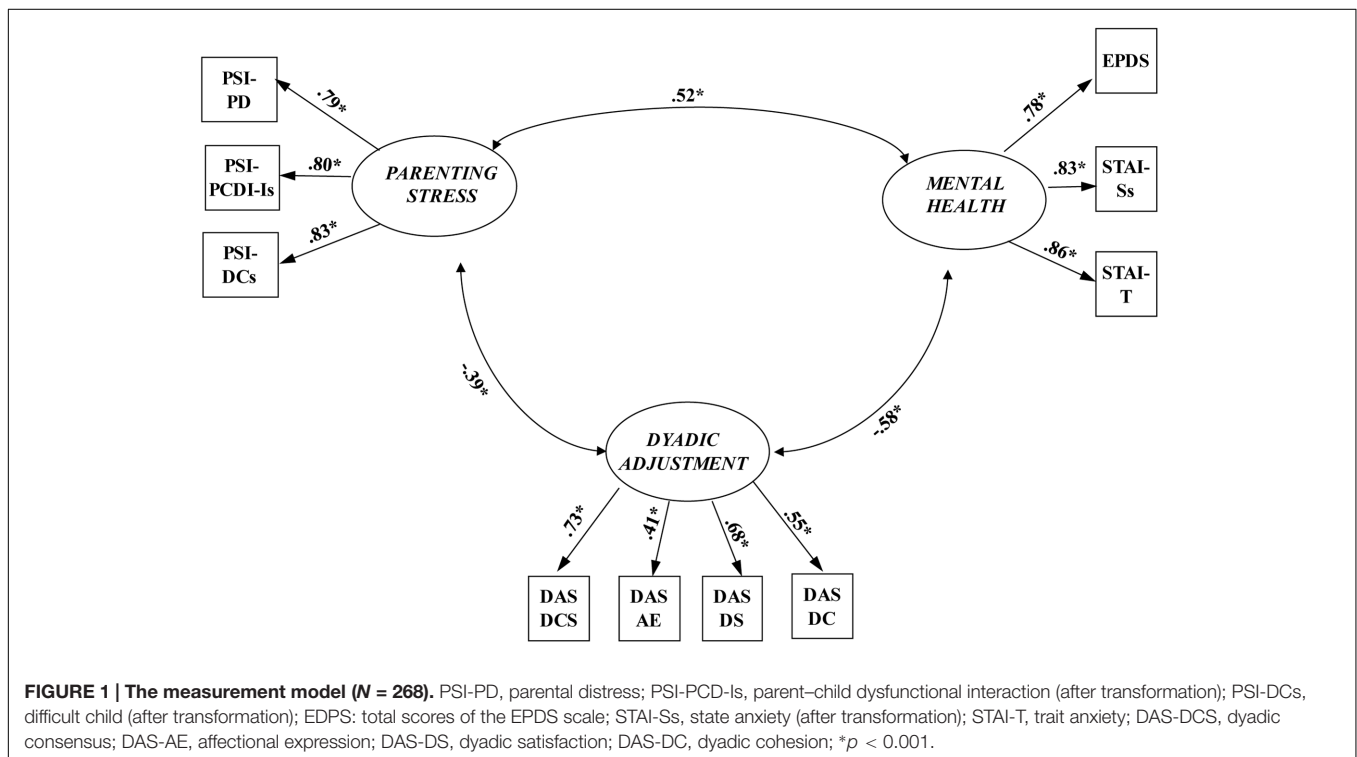 PSI-
PD
.79*
PSI-
PCDI-Is
.80*
PSI-
DCs
.83*
PARENTING
STRESS
.52*
MENTAL
HEALTH
EPDS
.78*
STAI-
Ss
.83*
STAI-
T
.86*
-.39*
-.58*
DYADIC
ADJUSTMENT
.73*
.41*
.68*
.55*
DAS
DCS
DAS
AE
DAS
DS
DAS
DC
FIGURE 1 | The measurement model (N = 268). PSI-PD, parental distress; PSI-PCD-Is, parent–child dysfunctional interaction (after transformation); PSI-DCs,
difficult child (after transformation); EDPS: total scores of the EPDS scale; STAI-Ss, state anxiety (after transformation); STAI-T, trait anxiety; DAS-DCS, dyadic
consensus; DAS-AE, affectional expression; DAS-DS, dyadic satisfaction; DAS-DC, dyadic cohesion; *p < 0.001.